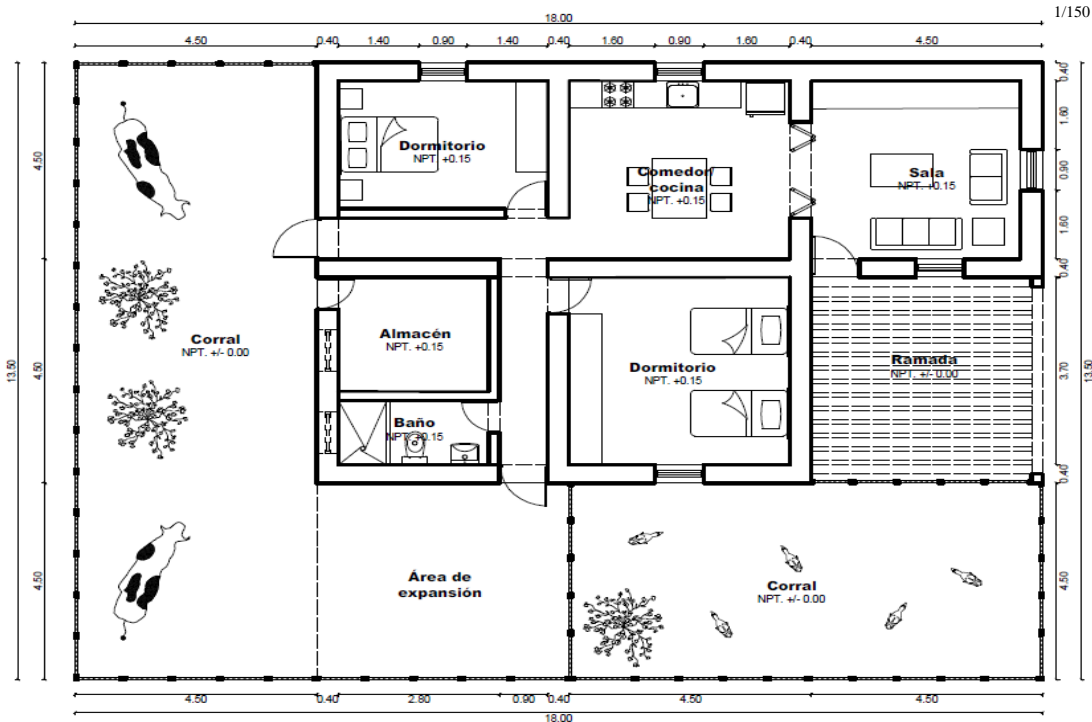 1/150
18.00
4.50 0.40 1.40 0.90 1.40 0.40 1.60 0.90 1.60 0.40 4.50
13.50
4.50
4.50
4.50
Dormitorio
NPT. +0.15
Comedor/
cocina
NPT. +0.15
Sala
NPT. +0.15
0.40
1.60
0.90
1.60
0.40
3.70
0.40
4.50
13.50
Corral
NPT. +/- 0.00
Almacén
NPT. +0.15
Dormitorio
NPT. +0.15
Ramada
NPT. +/- 0.00
Baño
NPT. +0.15
Área de
expansión
Corral
NPT. +/- 0.00
4.50 0.40 2.80 0.90 0.40 4.50 4.50
18.00